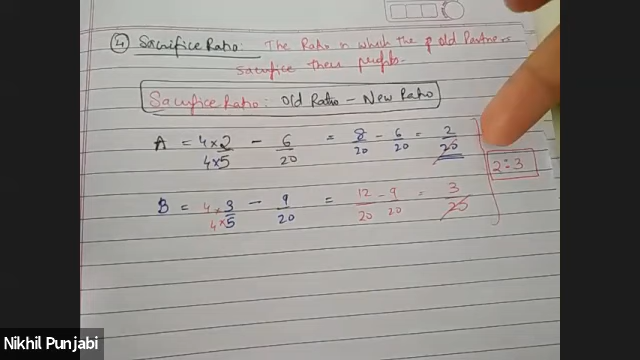 ④ Sacrifice Ratio: The Ratio in which the old Partners
sacrifice their profits.
Sacrifice Ratio: Old Ratio - New Ratio
A = 4×2/4×5 - 6/20 = 8/20 - 6/20 = 2/20
2:3
B = 4×3/4×5 - 9/20 = 12/20 - 9/20 = 3/20
Nikhil Punjabi